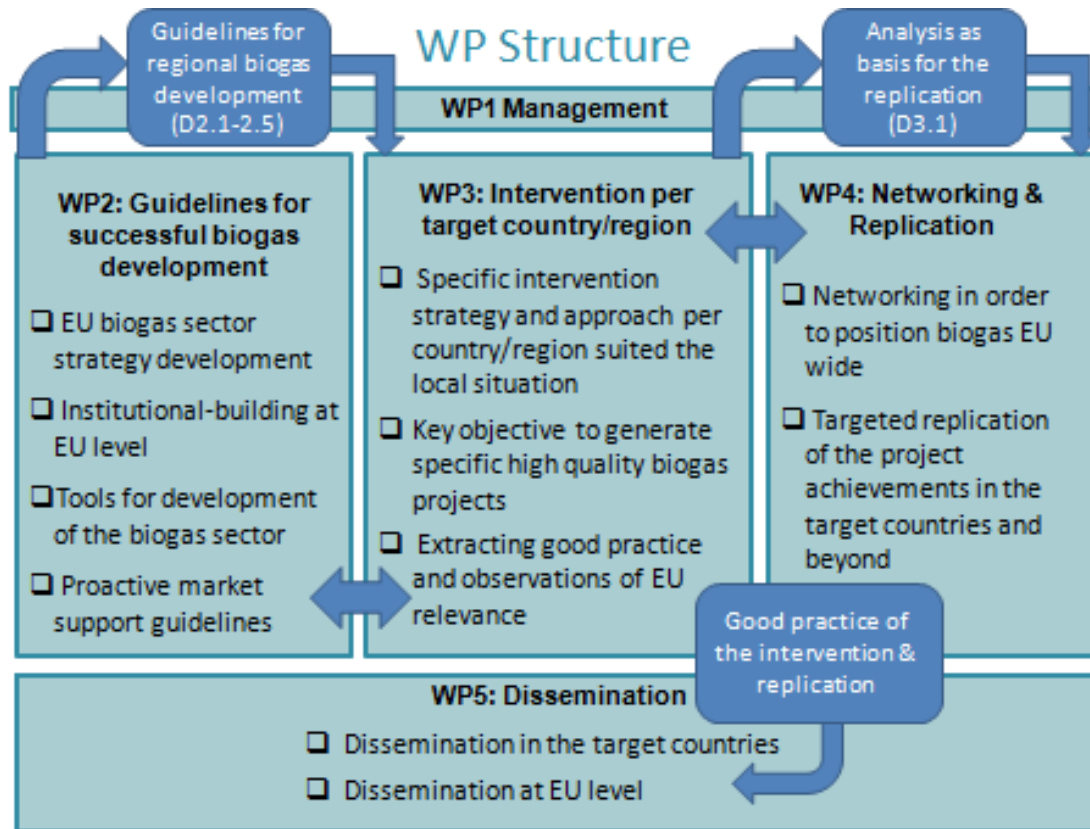 WP Structure
Guidelines for
regional biogas
development
(D2.1-2.5)
Analysis as
basis for the
replication
(D3.1)
WP1 Management
WP2: Guidelines for
successful biogas
development
❑ EU biogas sector
strategy development
❑ Institutional-building at
EU level
❑ Tools for development
of the biogas sector
❑ Proactive market
support guidelines
WP3: Intervention per
target country/region
❑ Specific intervention
strategy and approach per
country/region suited the
local situation
❑ Key objective to generate
specific high quality biogas
projects
❑ Extracting good practice
and observations of EU
relevance
WP4: Networking &
Replication
❑ Networking in order
to position biogas EU
wide
❑ Targeted replication
of the project
achievements in the
target countries and
beyond
Good practice of
the intervention &
replication
WP5: Dissemination
❑ Dissemination in the target countries
❑ Dissemination at EU level